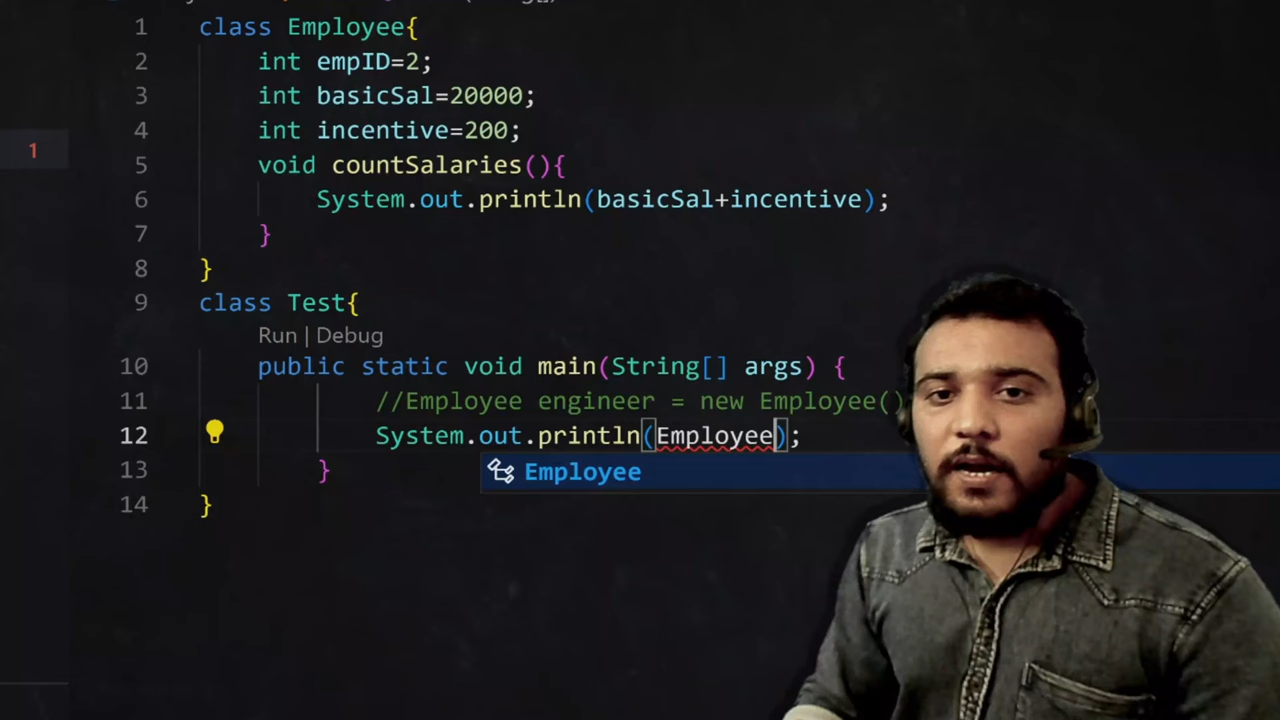 1 class Employee{
2 int empID=2;
3 int basicSal=20000;
4 int incentive=200;
1
5 void countSalaries(){
6 System.out.println(basicSal+incentive);
7 }
8 }
9 class Test{
Run | Debug
10 public static void main(String[] args) {
11 //Employee engineer = new Employee()
12 System.out.println(Employee);
Employee
13 }
14 }